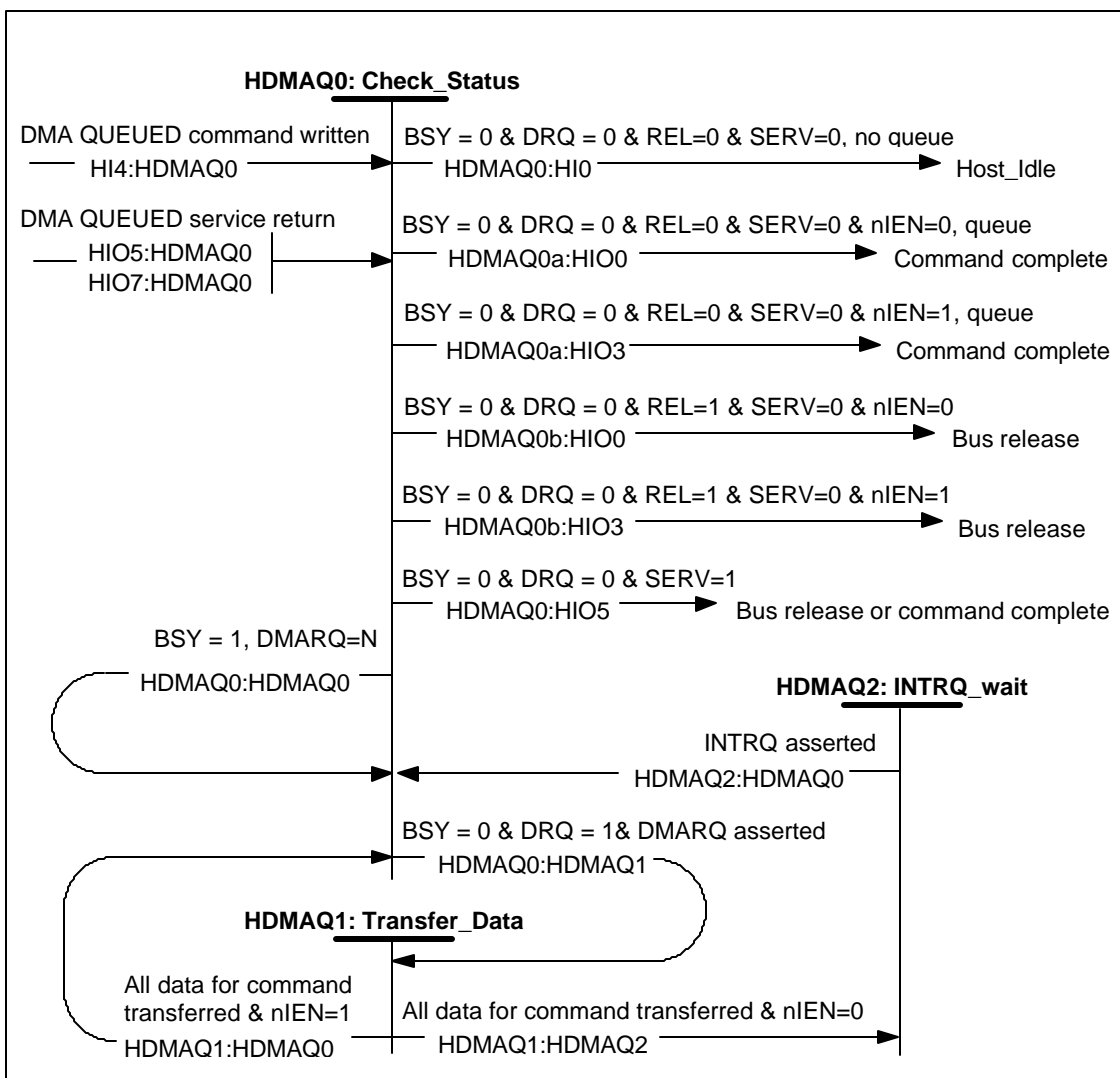 HDMAQ0: Check_Status
DMA QUEUED command written
HI4:HDMAQ0
BSY = 0 & DRQ = 0 & REL=0 & SERV=0, no queue
HDMAQ0:HI0
Host_Idle
DMA QUEUED service return
HIO5:HDMAQ0
HIO7:HDMAQ0
BSY = 0 & DRQ = 0 & REL=0 & SERV=0 & nIEN=0, queue
HDMAQ0a:HIO0
Command complete
BSY = 0 & DRQ = 0 & REL=0 & SERV=0 & nIEN=1, queue
HDMAQ0a:HIO3
Command complete
BSY = 0 & DRQ = 0 & REL=1 & SERV=0 & nIEN=0
HDMAQ0b:HIO0
Bus release
BSY = 0 & DRQ = 0 & REL=1 & SERV=0 & nIEN=1
HDMAQ0b:HIO3
Bus release
BSY = 0 & DRQ = 0 & SERV=1
HDMAQ0:HIO5
Bus release or command complete
BSY = 1, DMARQ=N
HDMAQ0:HDMAQ0
HDMAQ2: INTRQ_wait
INTRQ asserted
HDMAQ2:HDMAQ0
BSY = 0 & DRQ = 1& DMARQ asserted
HDMAQ0:HDMAQ1
HDMAQ1: Transfer_Data
All data for command
transferred & nIEN=1
HDMAQ1:HDMAQ0
All data for command transferred & nIEN=0
HDMAQ1:HDMAQ2